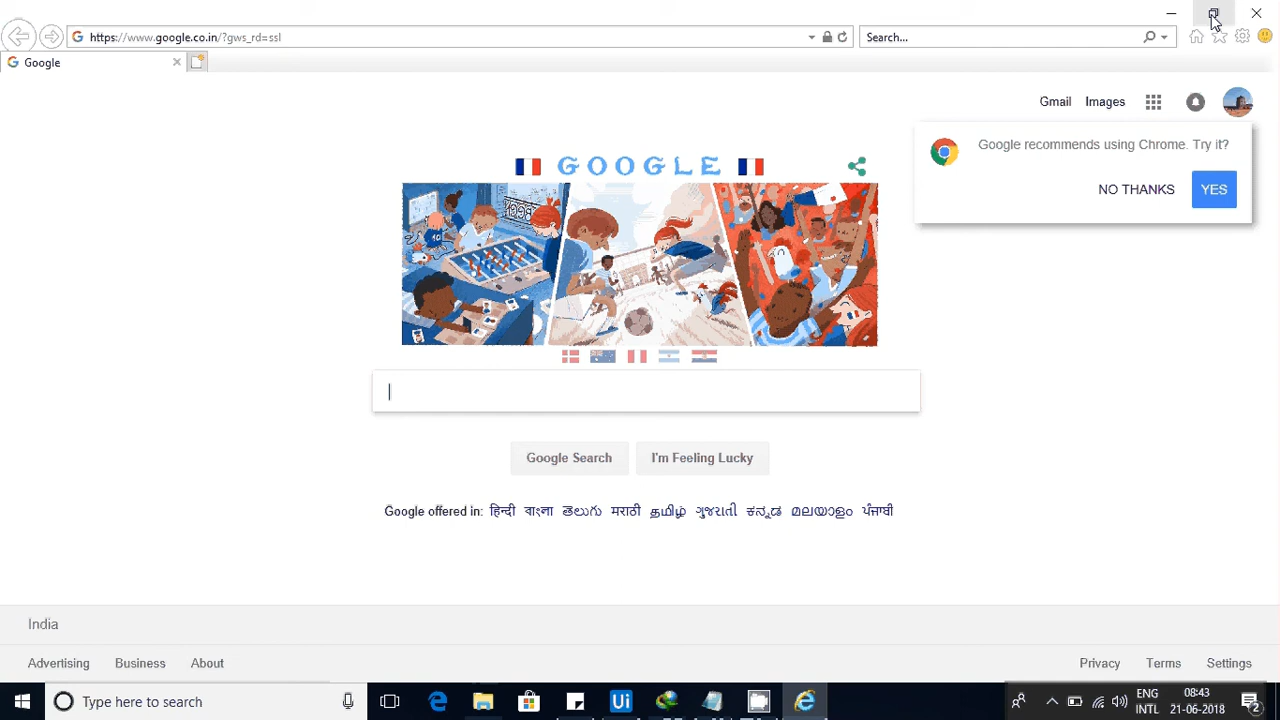 https://www.google.co.in/?gws_rd=ssl
Search...
Google
Gmail Images
Google recommends using Chrome. Try it?
NO THANKS YES
GOOGLE
Google Search I'm Feeling Lucky
Google offered in: हिन्दी বাংলা తెలుగు मराठी தமிழ் ગુજરાતી ಕನ್ನಡ മലയാളം ਪੰਜਾਬੀ
India
Advertising Business About Privacy Terms Settings
Type here to search
Ui
ENG 08:43
INTL 21-06-2018
2